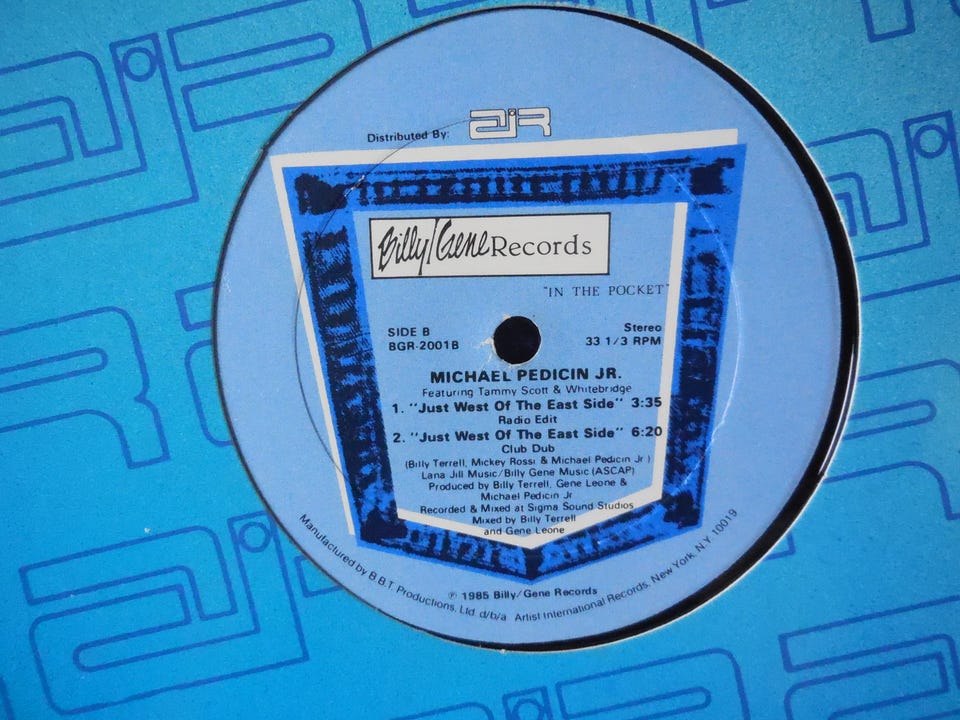 Distributed By: AIR
Billy/Gene Records
"IN THE POCKET"
SIDE B
BGR-2001B
Stereo
33 1/3 RPM
MICHAEL PEDICIN JR.
Featuring Tammy Scott & Whitebridge
1. "Just West Of The East Side" 3:35
Radio Edit
2. "Just West Of The East Side" 6:20
Club Dub
(Billy Terrell, Mickey Rossi & Michael Pedicin Jr.)
Lana Jill Music/Billy Gene Music (ASCAP)
Produced by Billy Terrell, Gene Leone &
Michael Pedicin Jr
Recorded & Mixed at Sigma Sound Studios
Mixed by Billy Terrell
and Gene Leone
℗ 1985 Billy/Gene Records
Manufactured by B.B.T. Productions, Ltd. d/b/a Artist International Records, New York, N.Y. 10019